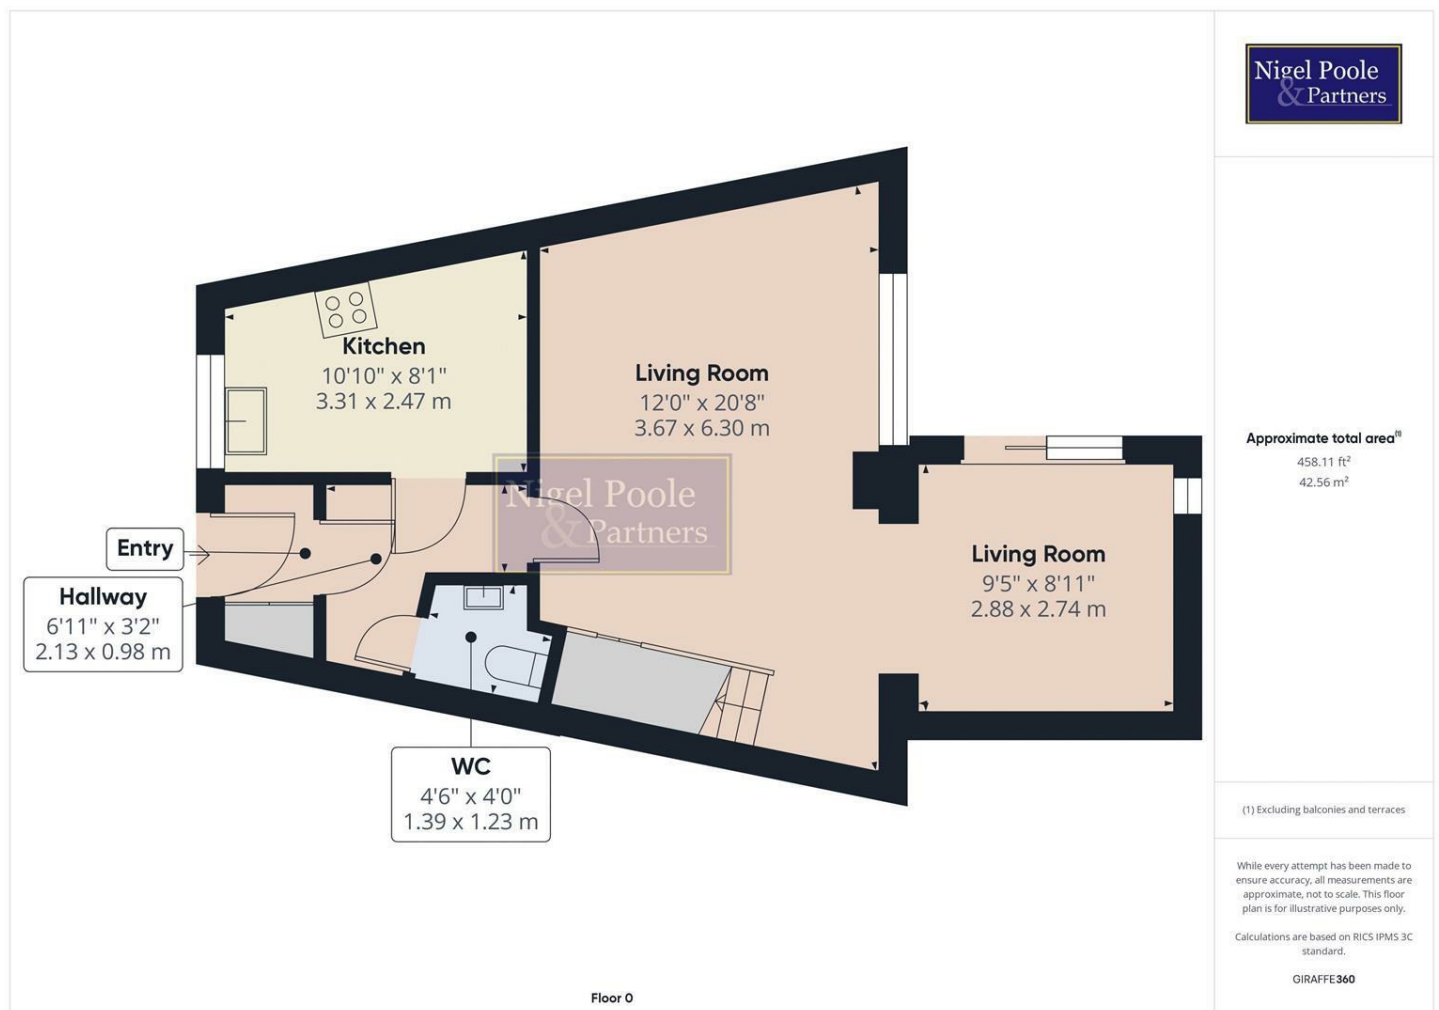 Nigel Poole
& Partners
Kitchen
10'10" x 8'1"
3.31 x 2.47 m
Living Room
12'0" x 20'8"
3.67 x 6.30 m
Nigel Poole
& Partners
Entry
Hallway
6'11" x 3'2"
2.13 x 0.98 m
Living Room
9'5" x 8'11"
2.88 x 2.74 m
WC
4'6" x 4'0"
1.39 x 1.23 m
Floor 0
Approximate total area⁽¹⁾
458.11 ft²
42.56 m²
(1) Excluding balconies and terraces
While every attempt has been made to
ensure accuracy, all measurements are
approximate, not to scale. This floor
plan is for illustrative purposes only.
Calculations are based on RICS IPMS 3C
standard.
GIRAFFE360